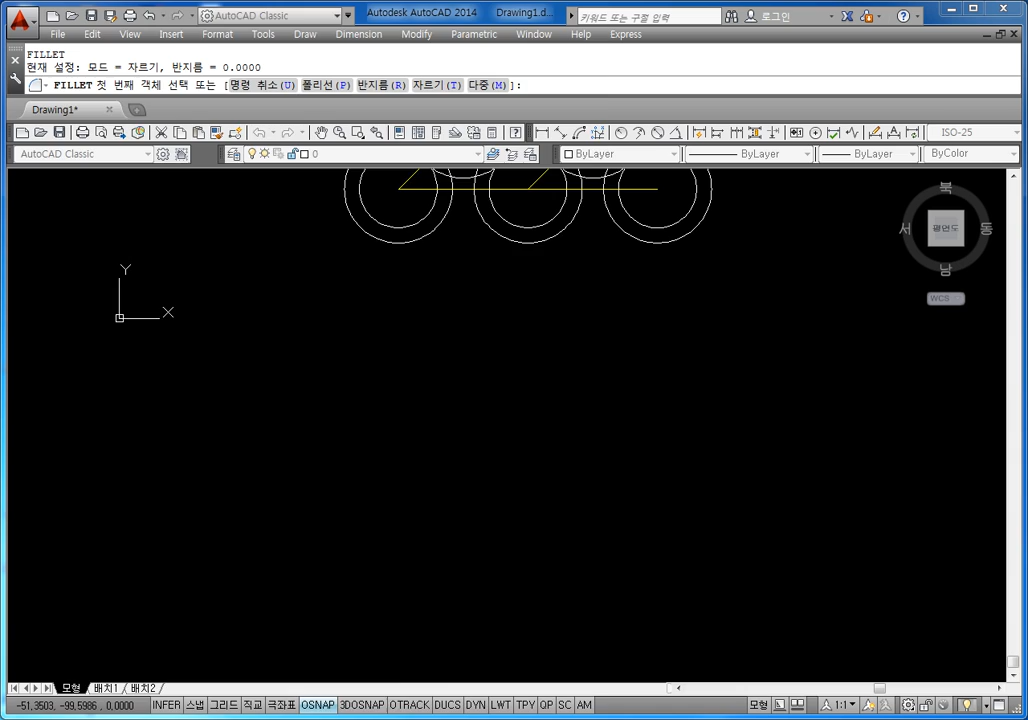 AutoCAD Classic
Autodesk AutoCAD 2014 Drawing1.d...
키워드 또는 구절 입력
로그인
File Edit View Insert Format Tools Draw Dimension Modify Parametric Window Help Express
FILLET
현재 설정: 모드 = 자르기, 반지름 = 0.0000
FILLET 첫 번째 객체 선택 또는 [명령 취소(U) 폴리선(P) 반지름(R) 자르기(T) 다중(M)]:
Drawing1*
ISO-25
AutoCAD Classic
0
ByLayer
ByLayer
ByLayer
ByColor
북
서
평면도
동
남
WCS
Y
X
모형 / 배치1 / 배치2 /
-51,3503, -99,5986 , 0,0000
INFER 스냅 그리드 직교 극좌표 OSNAP 3DOSNAP OTRACK DUCS DYN LWT TPY QP SC AM
모형
1:1